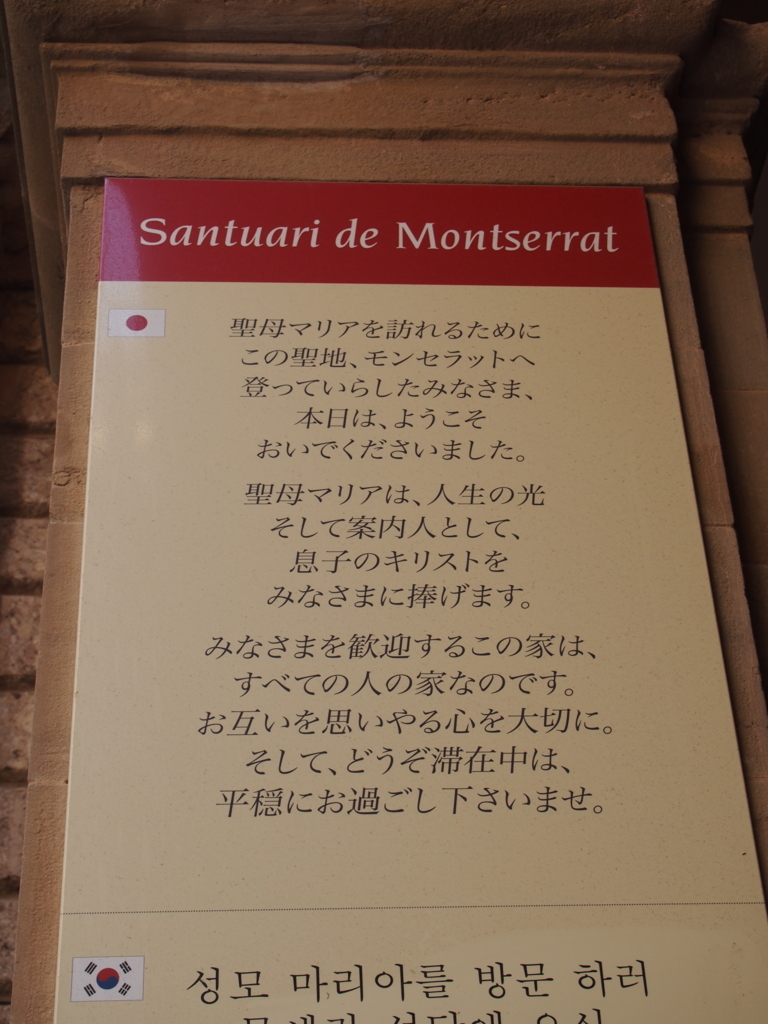 Santuari de Montserrat
聖母マリアを訪れるために
この聖地、モンセラットへ
登っていらしたみなさま、
本日は、ようこそ
おいでくださいました。
聖母マリアは、人生の光
そして案内人として、
息子のキリストを
みなさまに捧げます。
みなさまを歓迎するこの家は、
すべての人の家なのです。
お互いを思いやる心を大切に。
そして、どうぞ滞在中は、
平穏にお過ごし下さいませ。
성모 마리아를 방문 하러